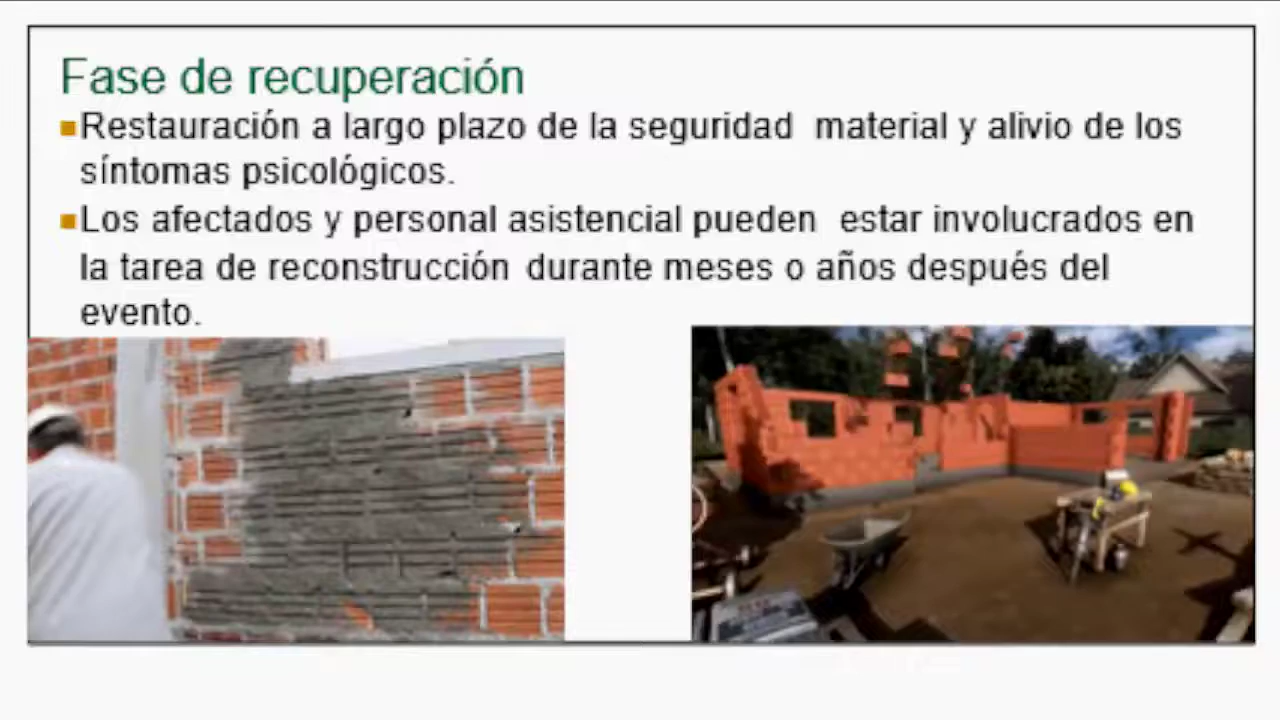 Fase de recuperación
Restauración a largo plazo de la seguridad material y alivio de los
síntomas psicológicos.
Los afectados y personal asistencial pueden estar involucrados en
la tarea de reconstrucción durante meses o años después del
evento.